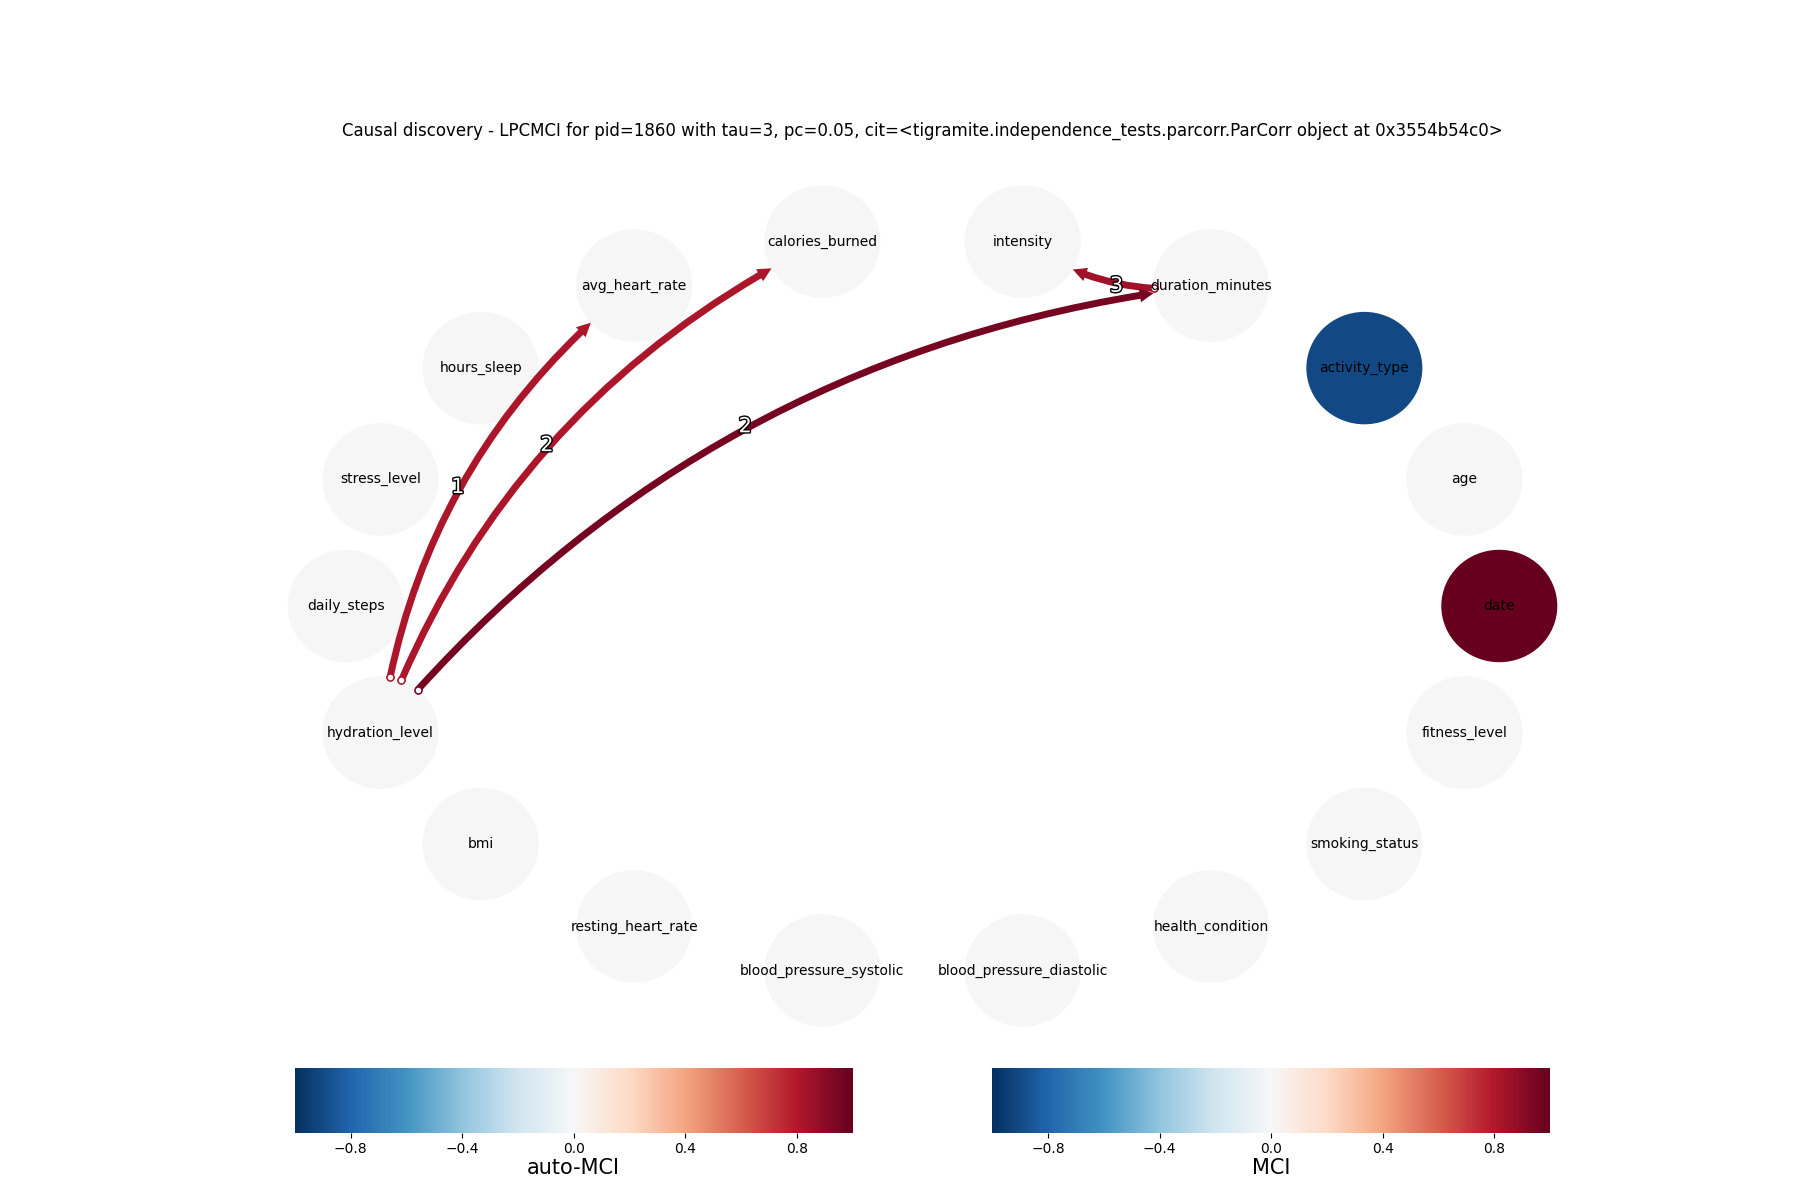 Causal discovery - LPCMCI for pid=1860 with tau=3, pc=0.05, cit=<tigramite.independence_tests.parcorr.ParCorr object at 0x3554b54c0>
calories_burned
intensity
avg_heart_rate
3
duration_minutes
hours_sleep
activity_type
2
2
stress_level
1
age
daily_steps
date
hydration_level
fitness_level
bmi
smoking_status
resting_heart_rate
health_condition
blood_pressure_systolic
blood_pressure_diastolic
−0.8 −0.4 0.0 0.4 0.8
auto-MCI
−0.8 −0.4 0.0 0.4 0.8
MCI